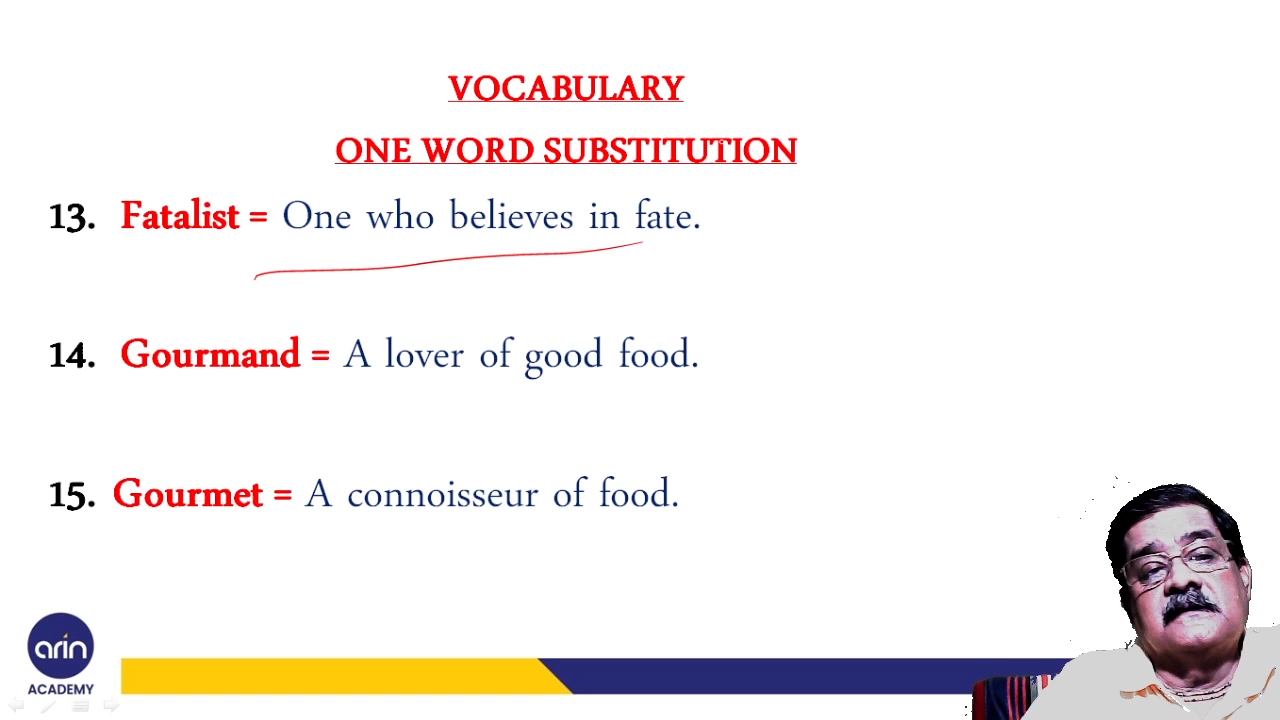 VOCABULARY
ONE WORD SUBSTITUTION
13. Fatalist = One who believes in fate.
14. Gourmand = A lover of good food.
15. Gourmet = A connoisseur of food.
arin
ACADEMY